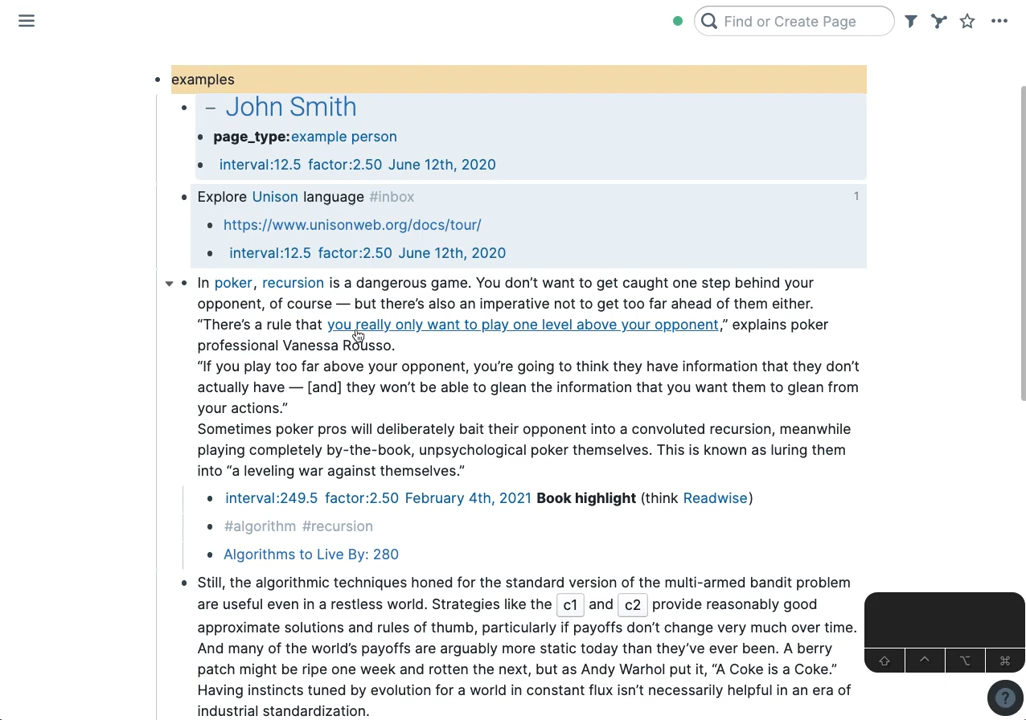 Find or Create Page
examples
– John Smith
page_type:example person
interval:12.5 factor:2.50 June 12th, 2020
Explore Unison language #inbox 1
https://www.unisonweb.org/docs/tour/
interval:12.5 factor:2.50 June 12th, 2020
In poker, recursion is a dangerous game. You don’t want to get caught one step behind your
opponent, of course — but there’s also an imperative not to get too far ahead of them either.
“There’s a rule that you really only want to play one level above your opponent,” explains poker
professional Vanessa Rousso.
“If you play too far above your opponent, you’re going to think they have information that they don’t
actually have — [and] they won’t be able to glean the information that you want them to glean from
your actions.”
Sometimes poker pros will deliberately bait their opponent into a convoluted recursion, meanwhile
playing completely by-the-book, unpsychological poker themselves. This is known as luring them
into “a leveling war against themselves.”
interval:249.5 factor:2.50 February 4th, 2021 Book highlight (think Readwise)
#algorithm #recursion
Algorithms to Live By: 280
Still, the algorithmic techniques honed for the standard version of the multi-armed bandit problem
are useful even in a restless world. Strategies like the c1 and c2 provide reasonably good
approximate solutions and rules of thumb, particularly if payoffs don’t change very much over time.
And many of the world’s payoffs are arguably more static today than they’ve ever been. A berry
patch might be ripe one week and rotten the next, but as Andy Warhol put it, “A Coke is a Coke.”
Having instincts tuned by evolution for a world in constant flux isn’t necessarily helpful in an era of
industrial standardization.